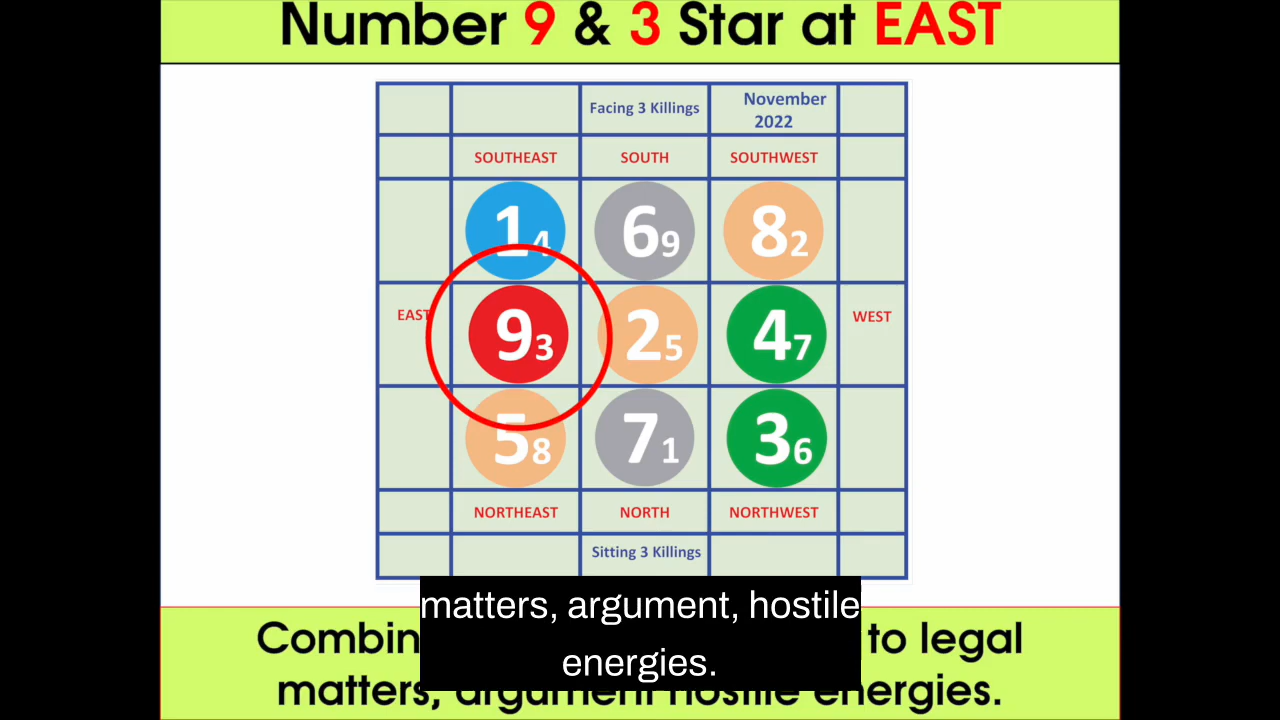 Number 9 & 3 Star at EAST
Facing 3 Killings
November
2022
SOUTHEAST SOUTH SOUTHWEST
14 69 82
EAST 93 25 47 WEST
58 71 36
NORTHEAST NORTH NORTHWEST
Sitting 3 Killings
matters, argument, hostile
energies.
to legal
matters, argument hostile energies.